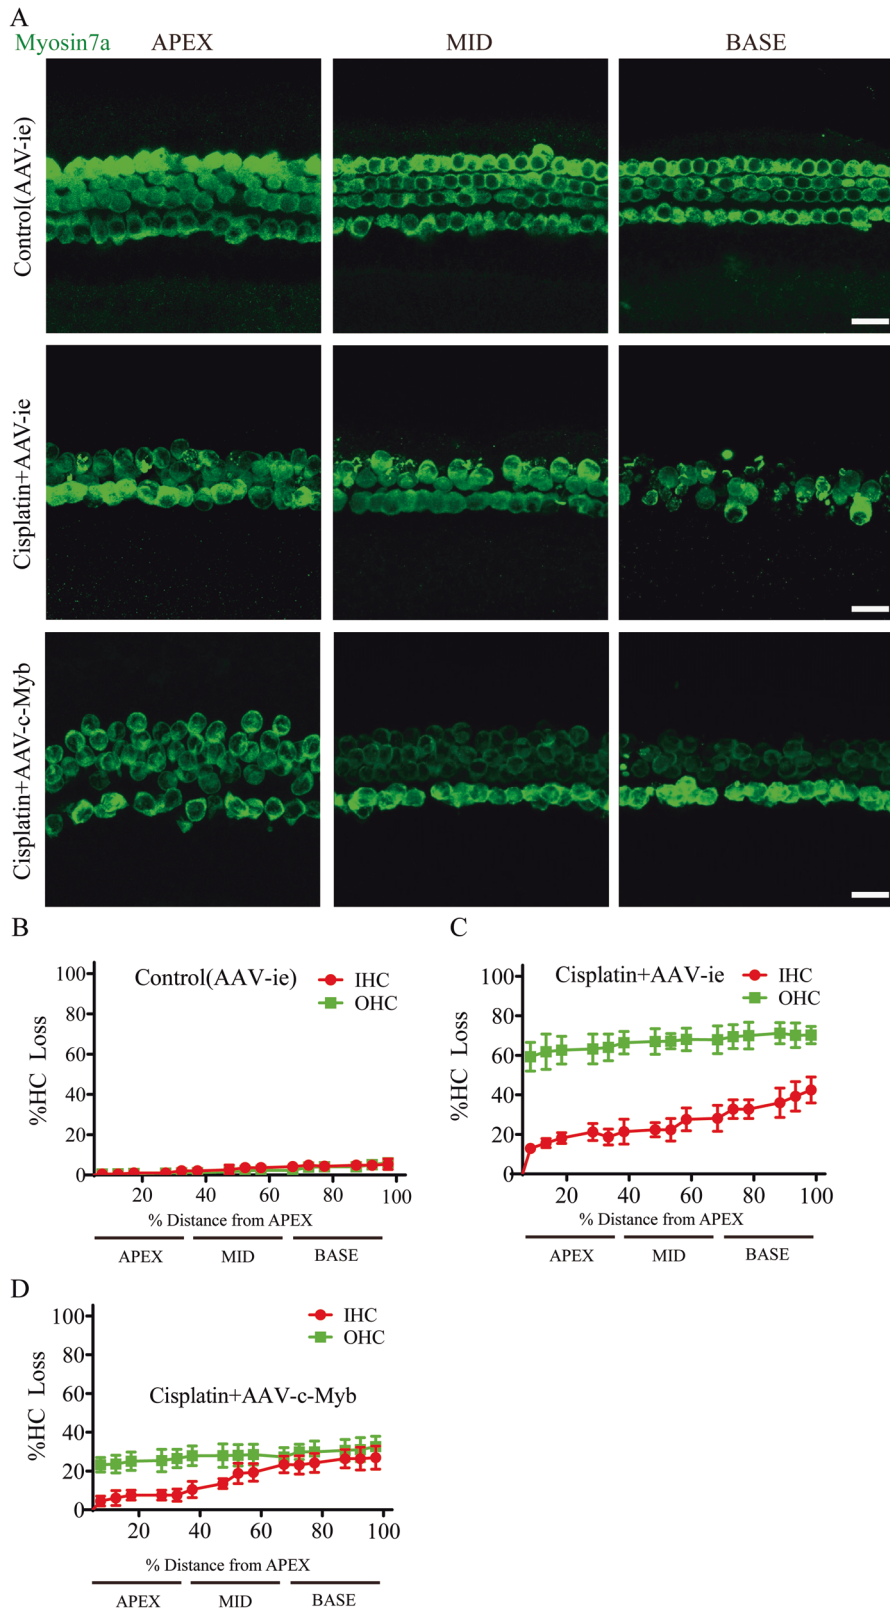 A
Myosin7a APEX MID BASE
Control(AAV-ie)
Cisplatin+AAV-ie
Cisplatin+AAV-c-Myb
B
Control(AAV-ie)
IHC
OHC
%HC Loss
100
80
60
40
20
0
20 40 60 80 100
% Distance from APEX
APEX MID BASE
C
Cisplatin+AAV-ie
IHC
OHC
%HC Loss
100
80
60
40
20
0
20 40 60 80 100
% Distance from APEX
APEX MID BASE
D
IHC
OHC
Cisplatin+AAV-c-Myb
%HC Loss
100
80
60
40
20
0
20 40 60 80 100
% Distance from APEX
APEX MID BASE